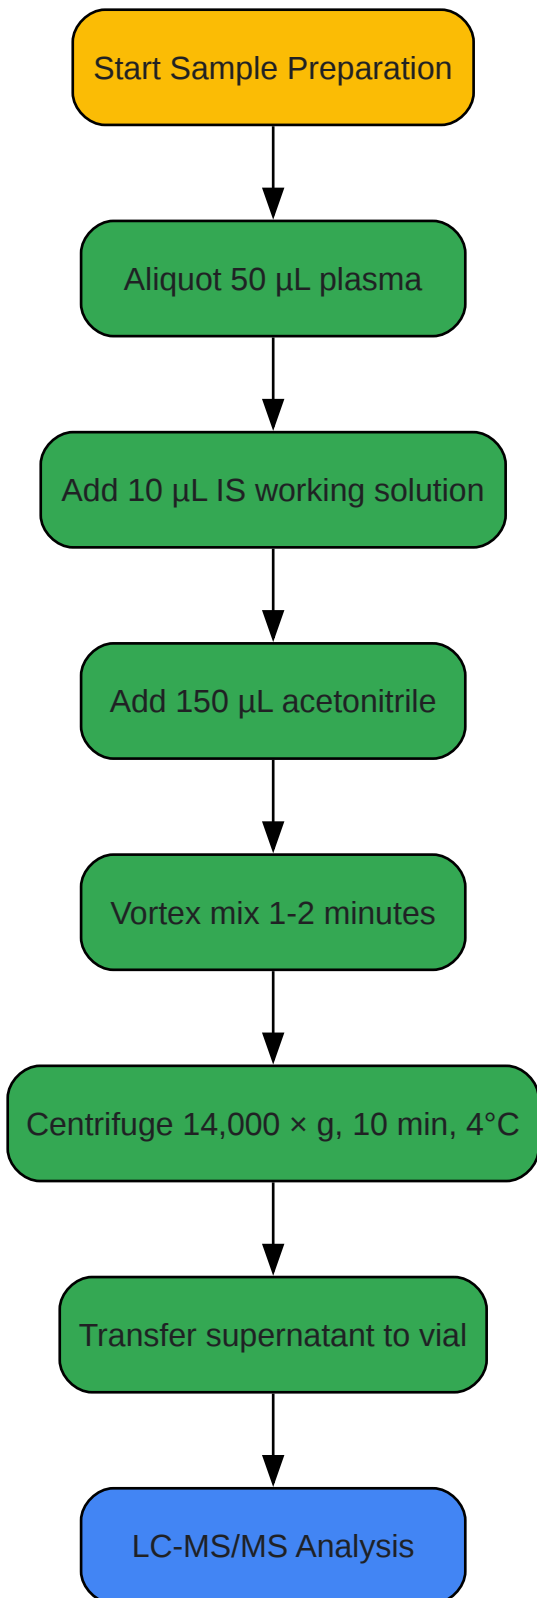 Start Sample Preparation
Aliquot 50 µL plasma
Add 10 µL IS working solution
Add 150 µL acetonitrile
Vortex mix 1-2 minutes
Centrifuge 14,000 × g, 10 min, 4°C
Transfer supernatant to vial
LC-MS/MS Analysis